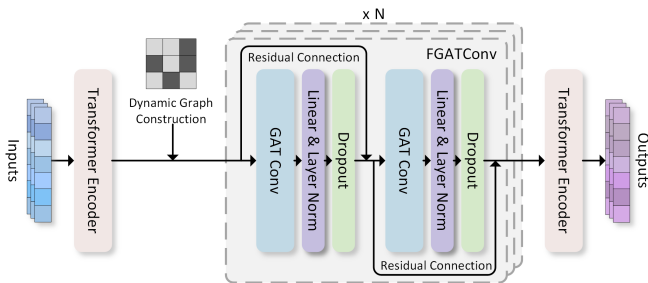 x N
FGATConv
Residual Connection
Dynamic Graph
Construction
Inputs
Transformer Encoder
GAT Conv
Linear & Layer Norm
Dropout
GAT Conv
Linear & Layer Norm
Dropout
Transformer Encoder
Outputs
Residual Connection